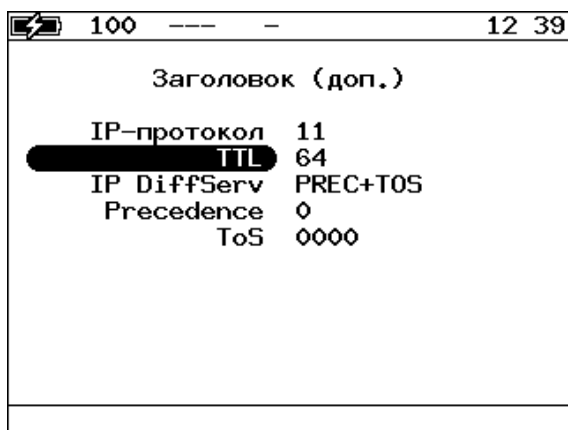 100 --- - 12 39
Заголовок (доп.)
IP-протокол 11
TTL 64
IP DiffServ PREC+TOS
Precedence 0
ToS 0000